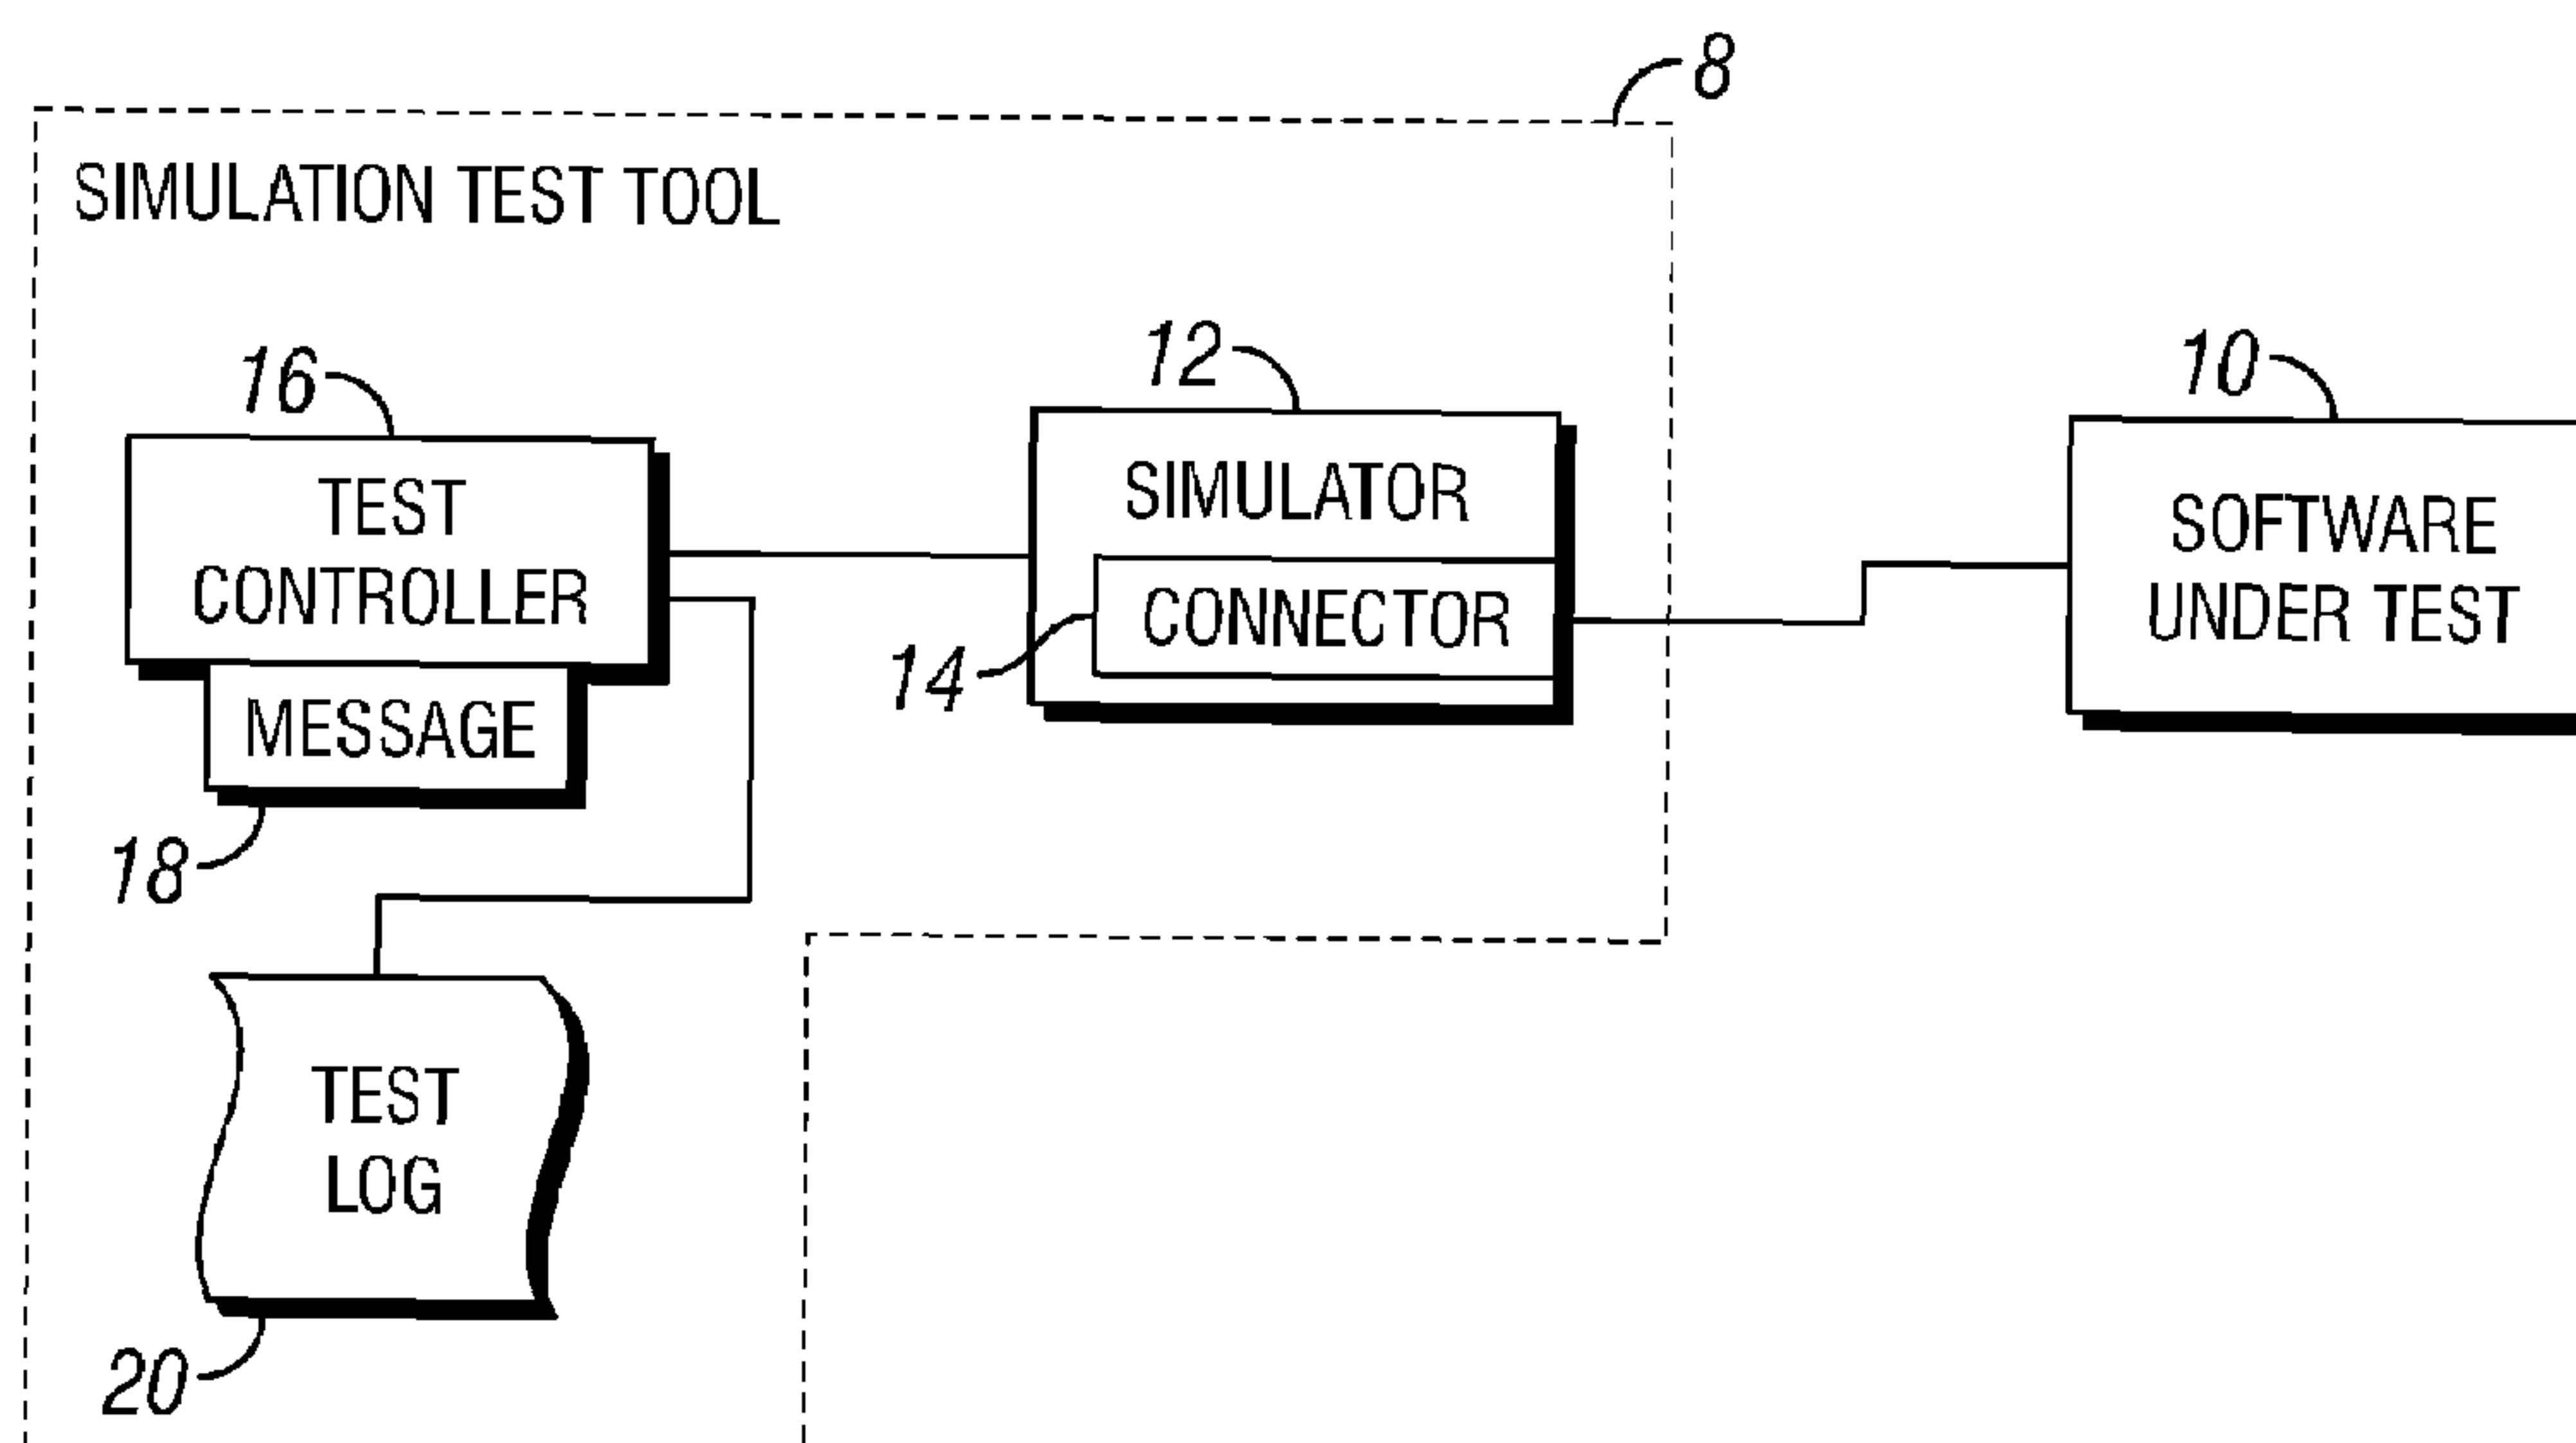 8
SIMULATION TEST TOOL
16
TEST
CONTROLLER
MESSAGE
18
12
SIMULATOR
CONNECTOR
14
10
SOFTWARE
UNDER TEST
TEST
LOG
20